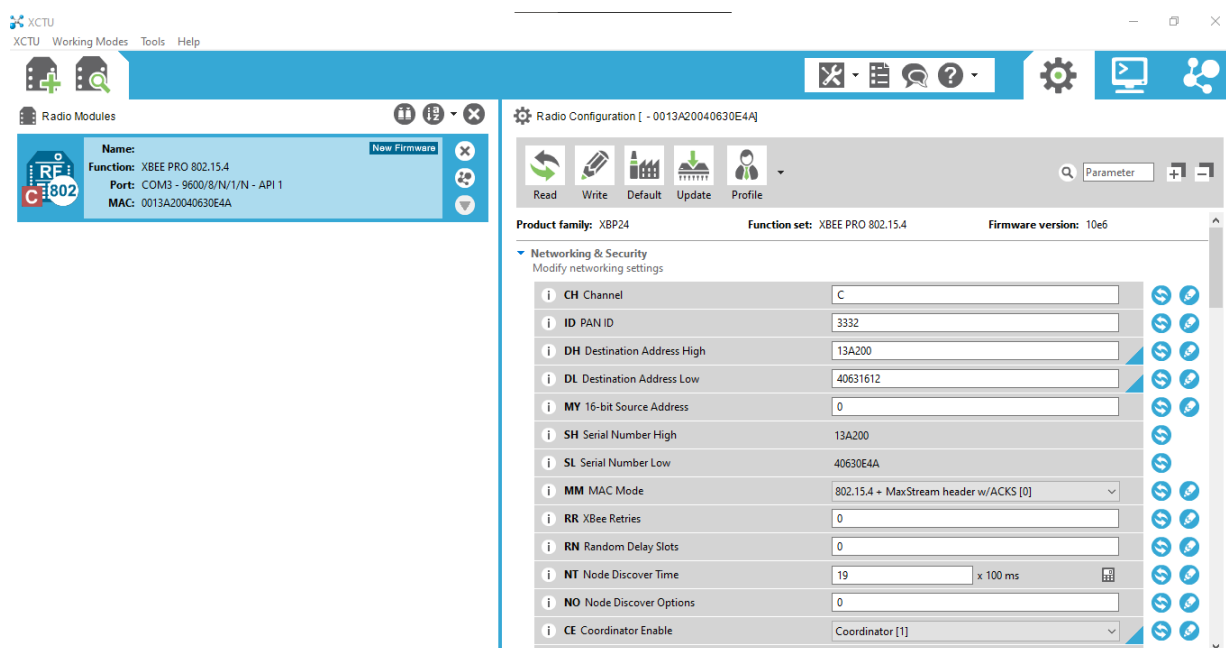 XCTU
XCTU Working Modes Tools Help
Radio Modules
Name:
New Firmware
Function: XBEE PRO 802.15.4
Port: COM3 - 9600/8/N/1/N - API 1
MAC: 0013A20040630E4A
RF
C 802
Radio Configuration [ - 0013A20040630E4A]
Read Write Default Update Profile
Parameter
Product family: XBP24 Function set: XBEE PRO 802.15.4 Firmware version: 10e6
Networking & Security
Modify networking settings
i CH Channel C
i ID PAN ID 3332
i DH Destination Address High 13A200
i DL Destination Address Low 40631612
i MY 16-bit Source Address 0
i SH Serial Number High 13A200
i SL Serial Number Low 40630E4A
i MM MAC Mode 802.15.4 + MaxStream header w/ACKS [0]
i RR XBee Retries 0
i RN Random Delay Slots 0
i NT Node Discover Time 19 x 100 ms
i NO Node Discover Options 0
i CE Coordinator Enable Coordinator [1]